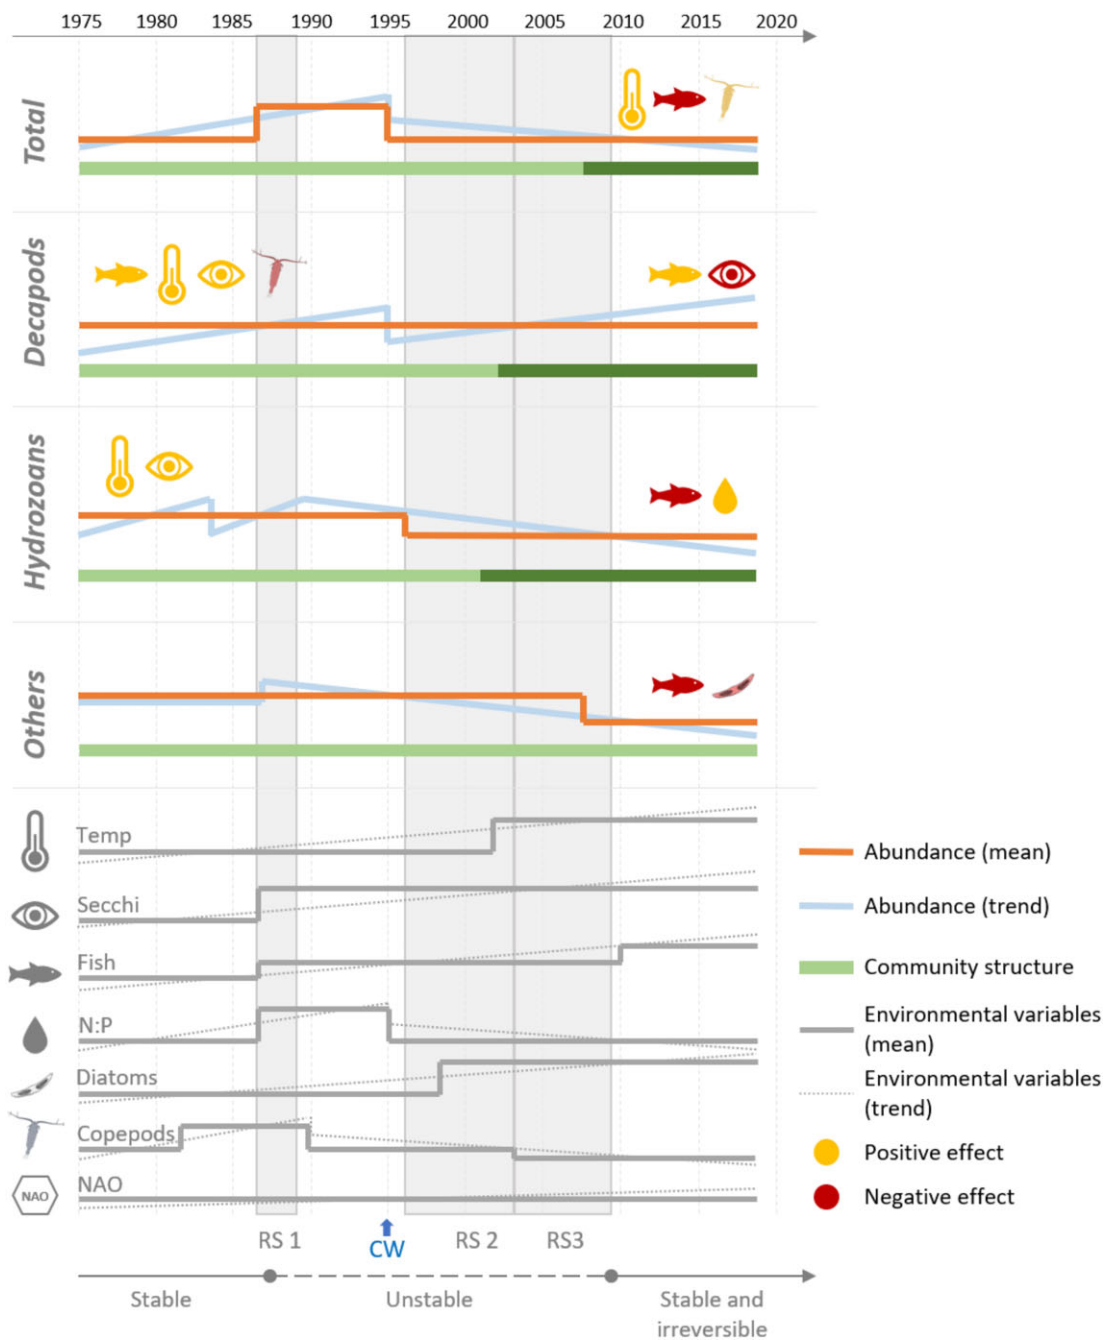 1975 1980 1985 1990 1995 2000 2005 2010 2015 2020
Total
Decapods
Hydrozoans
Others
Temp
Secchi
Fish
N:P
Diatoms
Copepods
NAO
NAO
Abundance (mean)
Abundance (trend)
Community structure
Environmental variables
(mean)
Environmental variables
(trend)
Positive effect
Negative effect
RS 1
CW
RS 2
RS3
Stable
Unstable
Stable and
irreversible